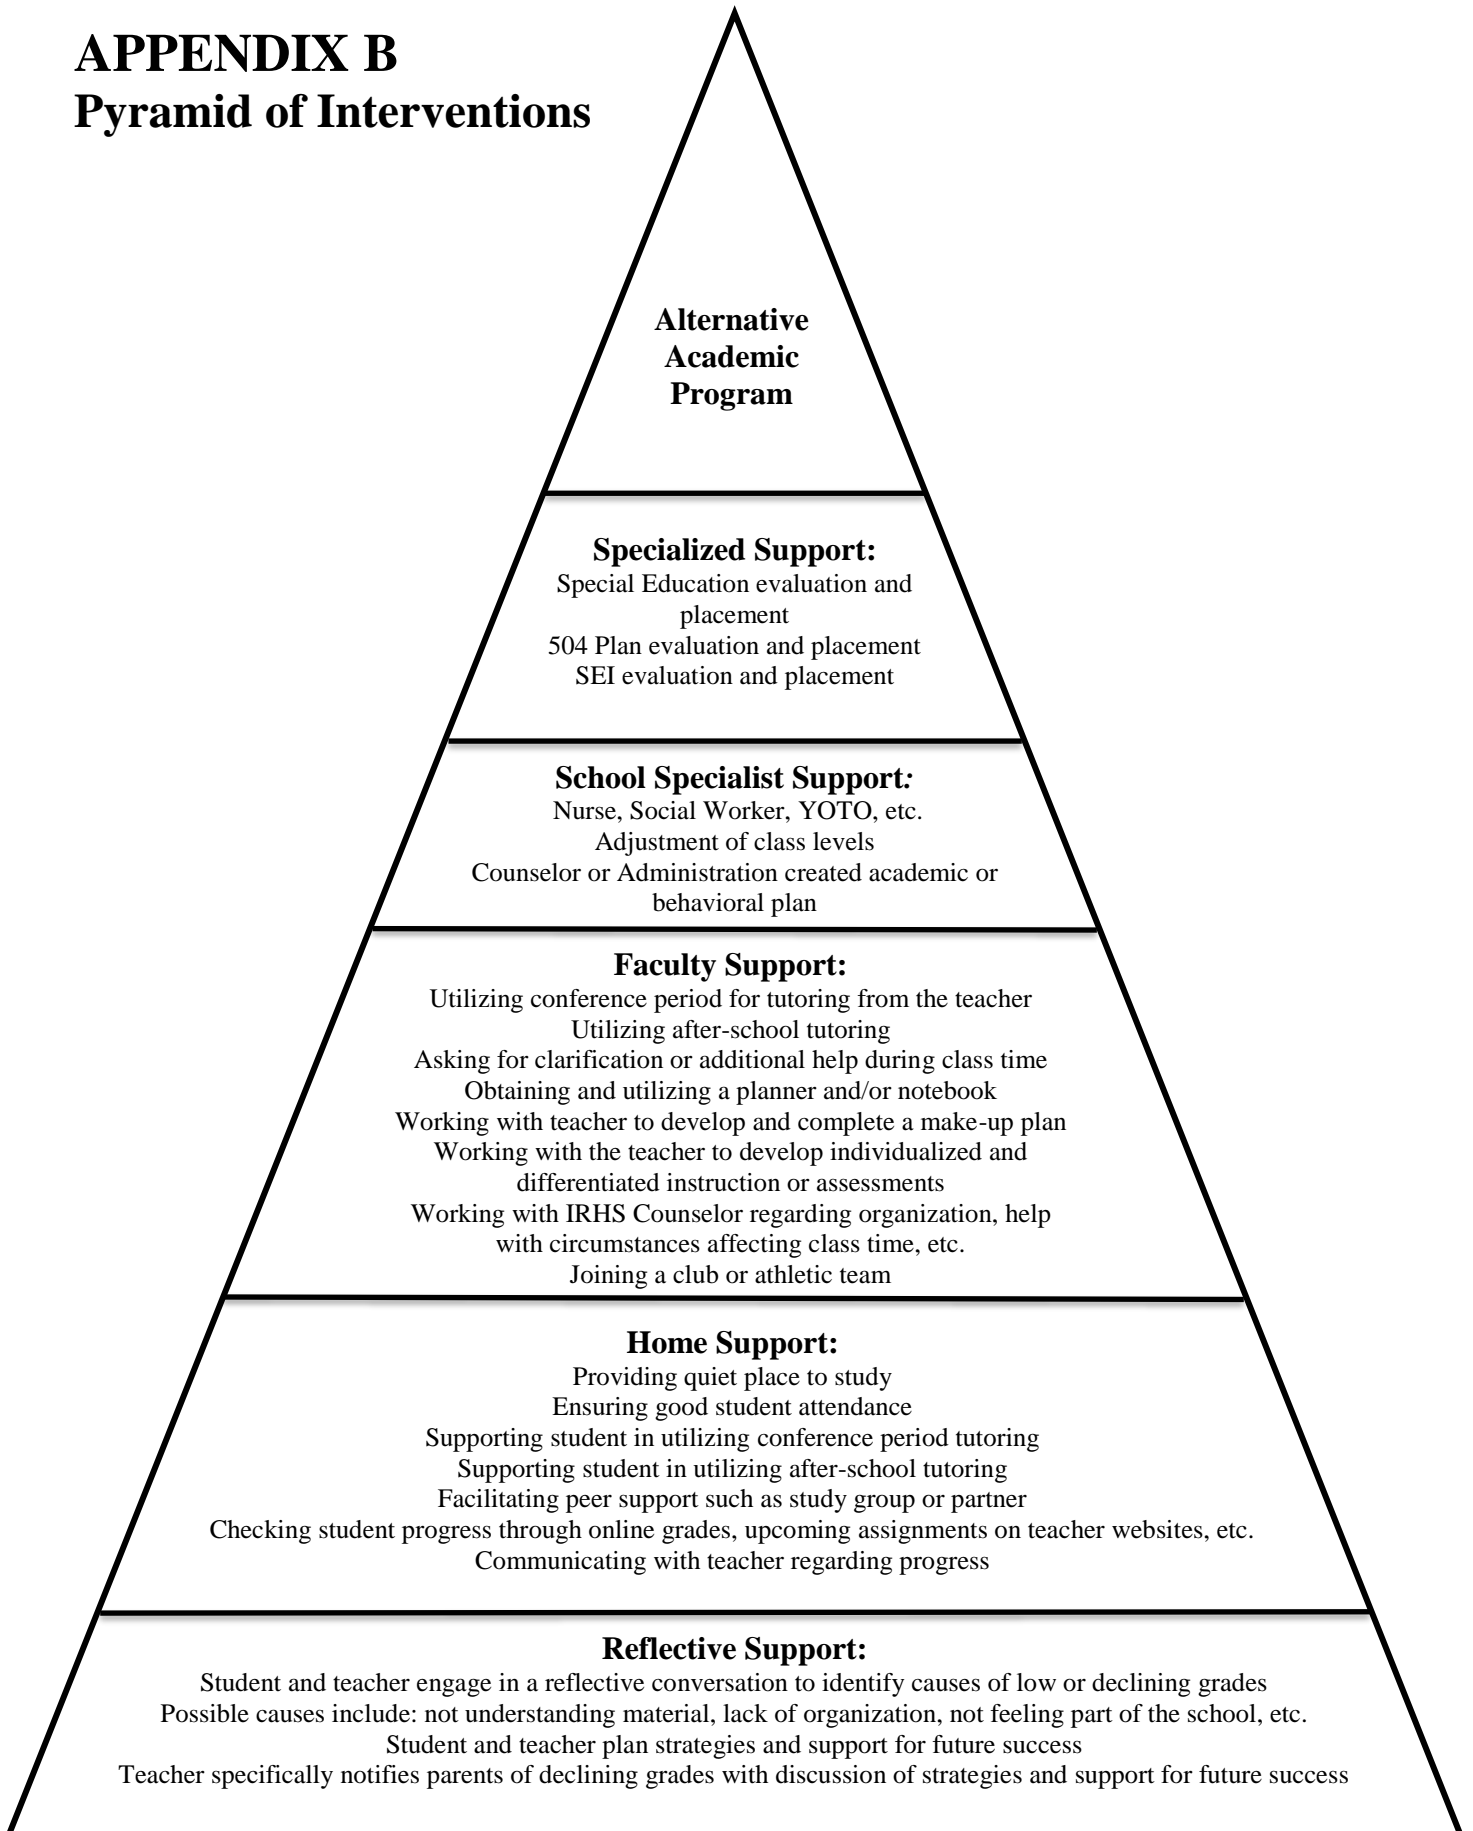 APPENDIX B
Pyramid of Interventions
Alternative
Academic
Program
Specialized Support:
Special Education evaluation and
placement
504 Plan evaluation and placement
SEI evaluation and placement
School Specialist Support:
Nurse, Social Worker, YOTO, etc.
Adjustment of class levels
Counselor or Administration created academic or
behavioral plan
Faculty Support:
Utilizing conference period for tutoring from the teacher
Utilizing after-school tutoring
Asking for clarification or additional help during class time
Obtaining and utilizing a planner and/or notebook
Working with teacher to develop and complete a make-up plan
Working with the teacher to develop individualized and
differentiated instruction or assessments
Working with IRHS Counselor regarding organization, help
with circumstances affecting class time, etc.
Joining a club or athletic team
Home Support:
Providing quiet place to study
Ensuring good student attendance
Supporting student in utilizing conference period tutoring
Supporting student in utilizing after-school tutoring
Facilitating peer support such as study group or partner
Checking student progress through online grades, upcoming assignments on teacher websites, etc.
Communicating with teacher regarding progress
Reflective Support:
Student and teacher engage in a reflective conversation to identify causes of low or declining grades
Possible causes include: not understanding material, lack of organization, not feeling part of the school, etc.
Student and teacher plan strategies and support for future success
Teacher specifically notifies parents of declining grades with discussion of strategies and support for future success